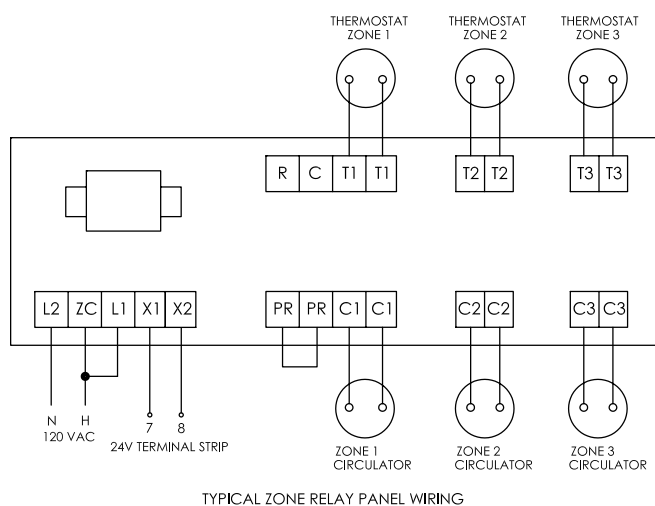 THERMOSTAT
ZONE 1
THERMOSTAT
ZONE 2
THERMOSTAT
ZONE 3
R C T1 T1
T2 T2
T3 T3
L2 ZC L1 X1 X2
PR PR C1 C1
C2 C2
C3 C3
N H
120 VAC
7 8
24V TERMINAL STRIP
ZONE 1
CIRCULATOR
ZONE 2
CIRCULATOR
ZONE 3
CIRCULATOR
TYPICAL ZONE RELAY PANEL WIRING